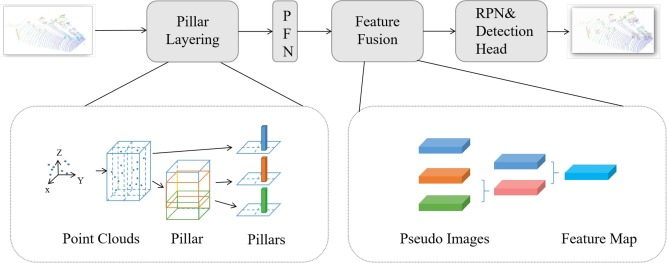 Pillar
Layering
P
F
N
Feature
Fusion
RPN&
Detection
Head
Z
Y
x
Point Clouds
Pillar
Pillars
Pseudo Images
Feature Map